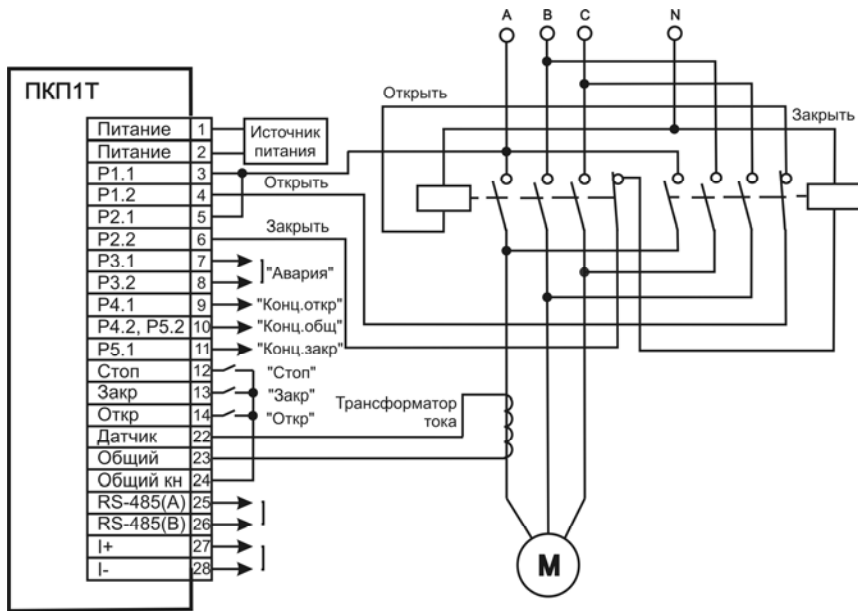 A B C N
ПКП1Т
Открыть
Закрыть
Питание 1 Источник питания
Питание 2
P1.1 3
P1.2 4 Открыть
P2.1 5
P2.2 6 Закрыть
P3.1 7 "Авария"
P3.2 8
P4.1 9 "Конц.откр"
P4.2, P5.2 10 "Конц.общ"
P5.1 11 "Конц.закр"
Стоп 12 "Стоп"
Закр 13 "Закр"
Откр 14 "Откр"
Трансформатор тока
Датчик 22
Общий 23
Общий кн 24
RS-485(A) 25
RS-485(B) 26
I+ 27
I- 28
M